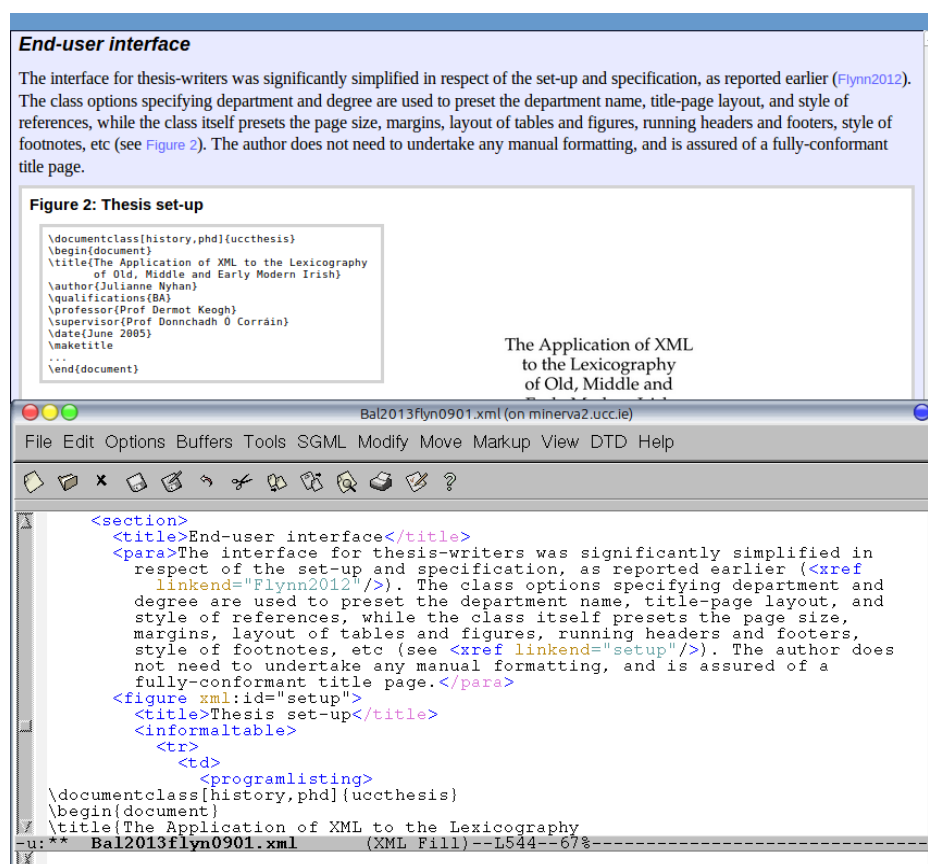 End-user interface
The interface for thesis-writers was significantly simplified in respect of the set-up and specification, as reported earlier (Flynn2012).
The class options specifying department and degree are used to preset the department name, title-page layout, and style of
references, while the class itself presets the page size, margins, layout of tables and figures, running headers and footers, style of
footnotes, etc (see Figure 2). The author does not need to undertake any manual formatting, and is assured of a fully-conformant
title page.
Figure 2: Thesis set-up
\documentclass[history,phd]{uccthesis}
\begin{document}
\title{The Application of XML to the Lexicography
of Old, Middle and Early Modern Irish}
\author{Julianne Nyhan}
\qualifications{BA}
\professor{Prof Dermot Keogh}
\supervisor{Prof Donnchadh Ó Corráin}
\date{June 2005}
\maketitle
...
\end{document}
The Application of XML
to the Lexicography
of Old, Middle and
Bal2013flyn0901.xml (on minerva2.ucc.ie)
File Edit Options Buffers Tools SGML Modify Move Markup View DTD Help
<section>
<title>End-user interface</title>
<para>The interface for thesis-writers was significantly simplified in
respect of the set-up and specification, as reported earlier (<xref
linkend="Flynn2012"/>). The class options specifying department and
degree are used to preset the department name, title-page layout, and
style of references, while the class itself presets the page size,
margins, layout of tables and figures, running headers and footers,
style of footnotes, etc (see <xref linkend="setup"/>). The author does
not need to undertake any manual formatting, and is assured of a
fully-conformant title page.</para>
<figure xml:id="setup">
<title>Thesis set-up</title>
<informaltable>
<tr>
<td>
<programlisting>
\documentclass[history,phd]{uccthesis}
\begin{document}
\title{The Application of XML to the Lexicography
-u:** Bal2013flyn0901.xml (XML Fill)--L544--67%------------------------------